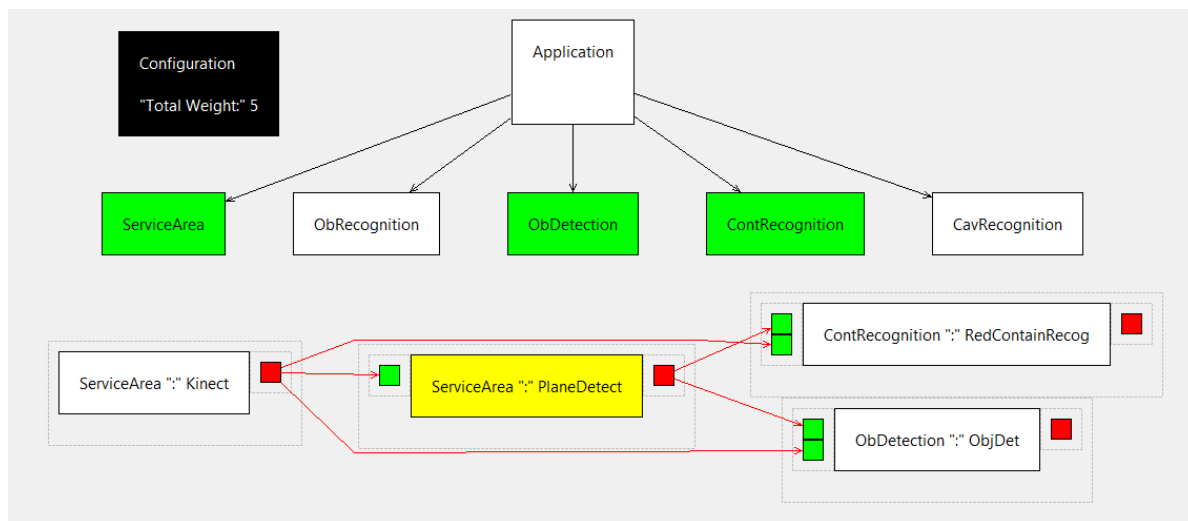 Configuration
"Total Weight:" 5
Application
ServiceArea
ObRecognition
ObDetection
ContRecognition
CavRecognition
ContRecognition ":" RedContainRecog
ServiceArea ":" Kinect
ServiceArea ":" PlaneDetect
ObDetection ":" ObjDet